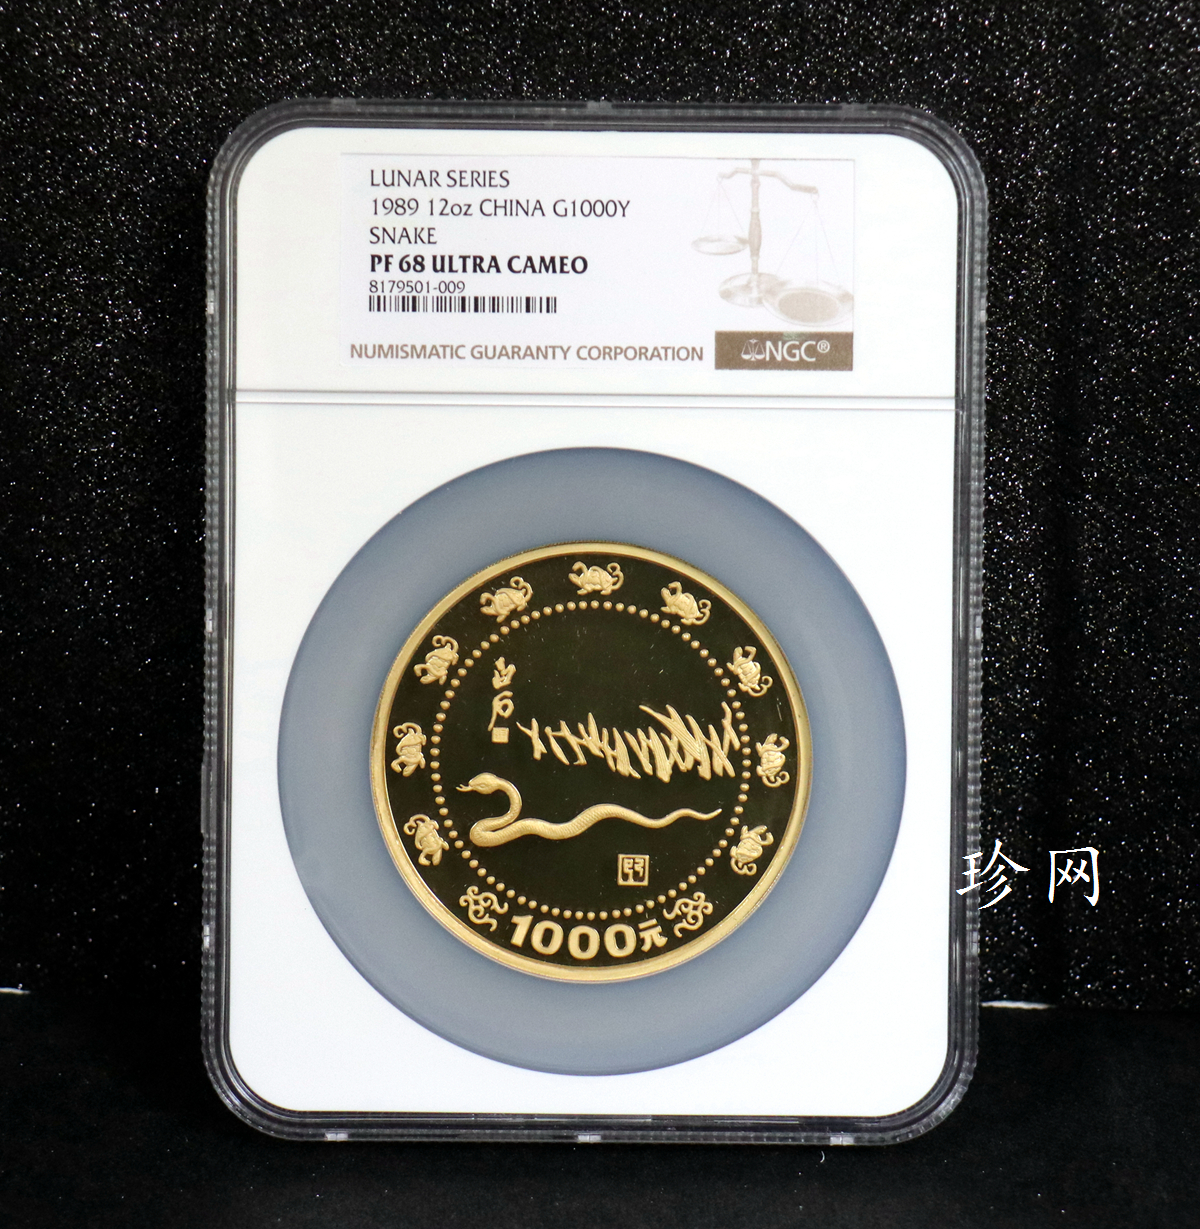 LUNAR SERIES
1989 12oz CHINA G1000Y
SNAKE
PF 68 ULTRA CAMEO
8179501-009
NUMISMATIC GUARANTY CORPORATION
NGC®
1000元
珍网